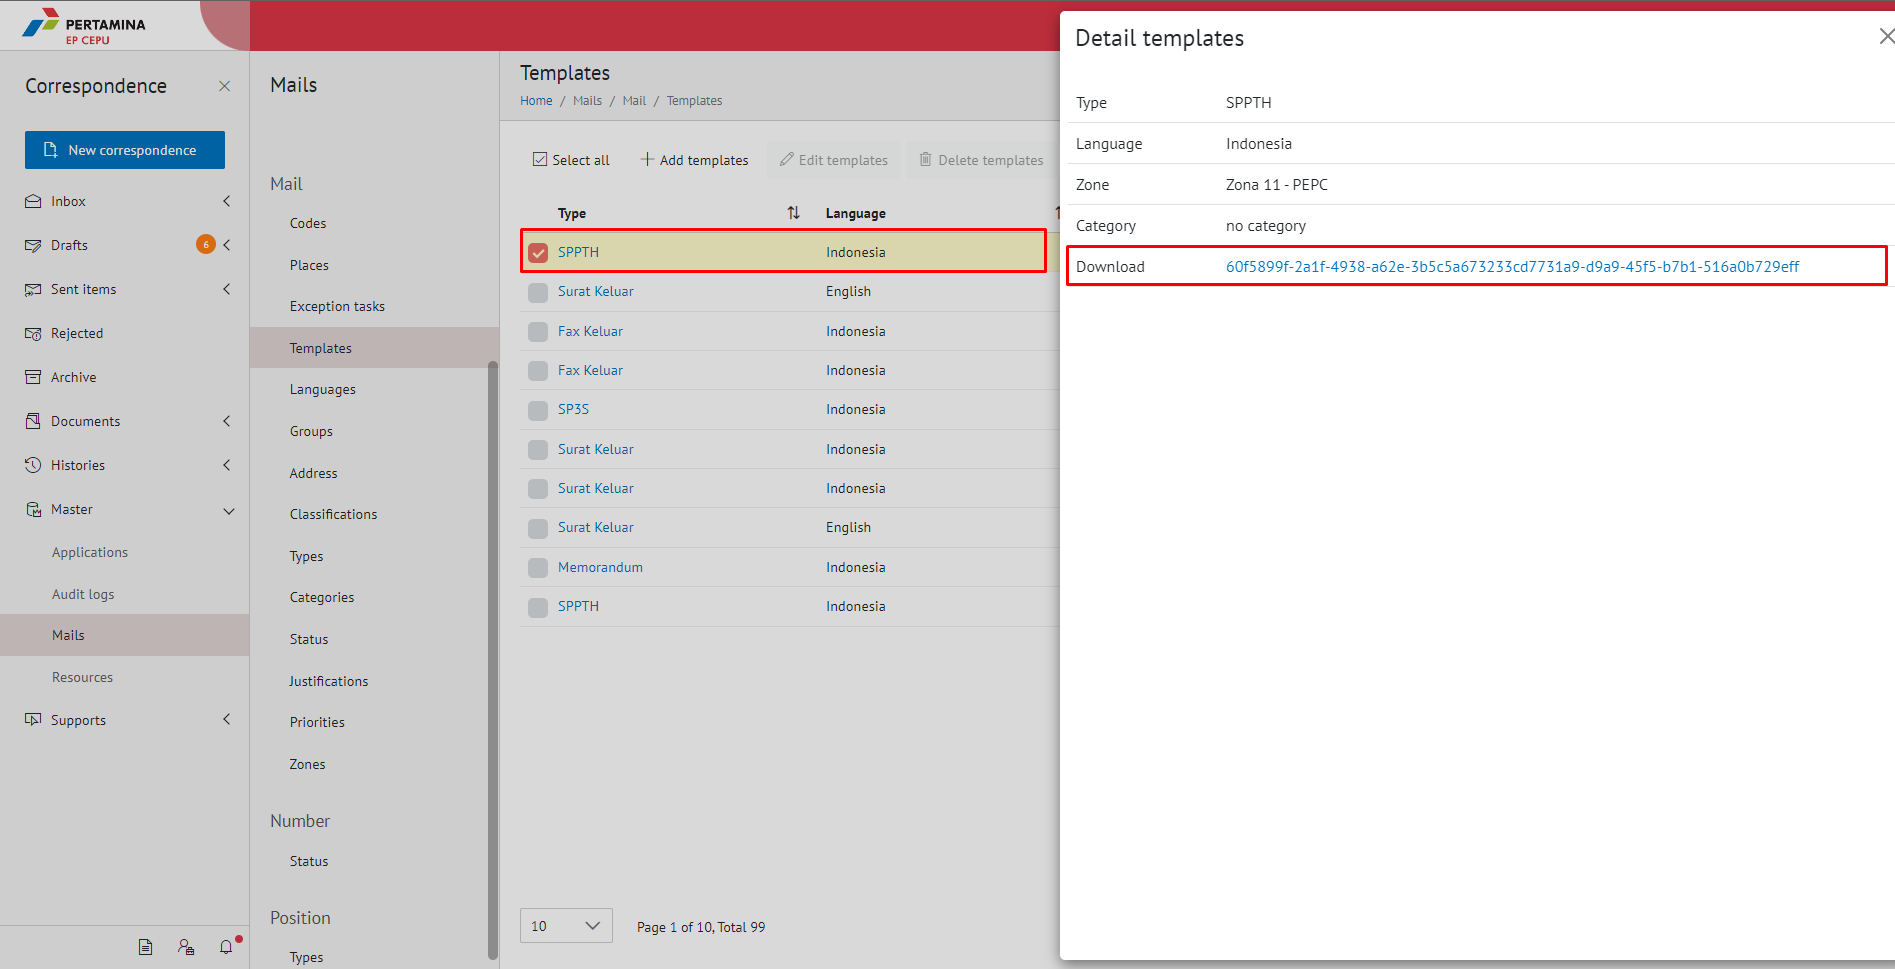 PERTAMINA
EP CEPU
Correspondence
New correspondence
Inbox
Drafts
6
Sent items
Rejected
Archive
Documents
Histories
Master
Applications
Audit logs
Mails
Resources
Supports
Mails
Mail
Codes
Places
Exception tasks
Templates
Languages
Groups
Address
Classifications
Types
Categories
Status
Justifications
Priorities
Zones
Number
Status
Position
Types
Templates
Home / Mails / Mail / Templates
Select all Add templates Edit templates Delete templates
Type Language
SPPTH Indonesia
Surat Keluar English
Fax Keluar Indonesia
Fax Keluar Indonesia
SP3S Indonesia
Surat Keluar Indonesia
Surat Keluar Indonesia
Surat Keluar English
Memorandum Indonesia
SPPTH Indonesia
10 Page 1 of 10, Total 99
Detail templates
Type SPPTH
Language Indonesia
Zone Zona 11 - PEPC
Category no category
Download 60f5899f-2a1f-4938-a62e-3b5c5a673233cd7731a9-d9a9-45f5-b7b1-516a0b729eff